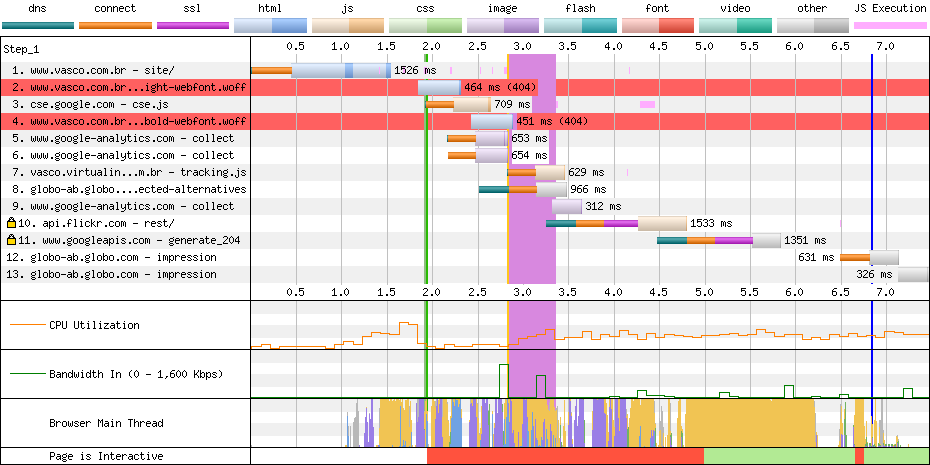 dns connect ssl html js css image flash font video other JS Execution
Step_1 0.5 1.0 1.5 2.0 2.5 3.0 3.5 4.0 4.5 5.0 5.5 6.0 6.5 7.0
1. www.vasco.com.br - site/ 1526 ms
2. www.vasco.com.br...ight-webfont.woff 464 ms (404)
3. cse.google.com - cse.js 709 ms
4. www.vasco.com.br...bold-webfont.woff 451 ms (404)
5. www.google-analytics.com - collect 653 ms
6. www.google-analytics.com - collect 654 ms
7. vasco.virtualin...m.br - tracking.js 629 ms
8. globo-ab.globo....ected-alternatives 966 ms
9. www.google-analytics.com - collect 312 ms
10. api.flickr.com - rest/ 1533 ms
11. www.googleapis.com - generate_204 1351 ms
12. globo-ab.globo.com - impression 631 ms
13. globo-ab.globo.com - impression 326 ms
0.5 1.0 1.5 2.0 2.5 3.0 3.5 4.0 4.5 5.0 5.5 6.0 6.5 7.0
CPU Utilization
Bandwidth In (0 - 1,600 Kbps)
Browser Main Thread
Page is Interactive